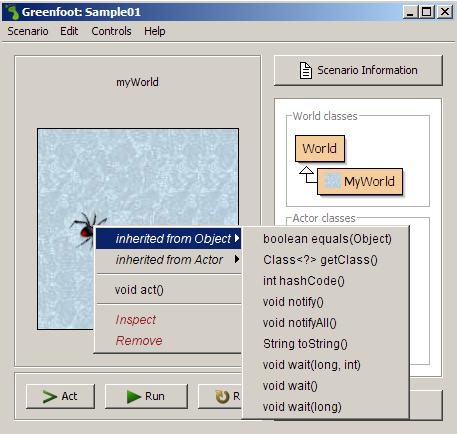 Greenfoot: Sample01
Scenario Edit Controls Help
myWorld
Scenario Information
World classes
World
MyWorld
Actor classes
inherited from Object
inherited from Actor
void act()
Inspect
Remove
boolean equals(Object)
Class<?> getClass()
int hashCode()
void notify()
void notifyAll()
String toString()
void wait(long, int)
void wait()
void wait(long)
Act
Run
R